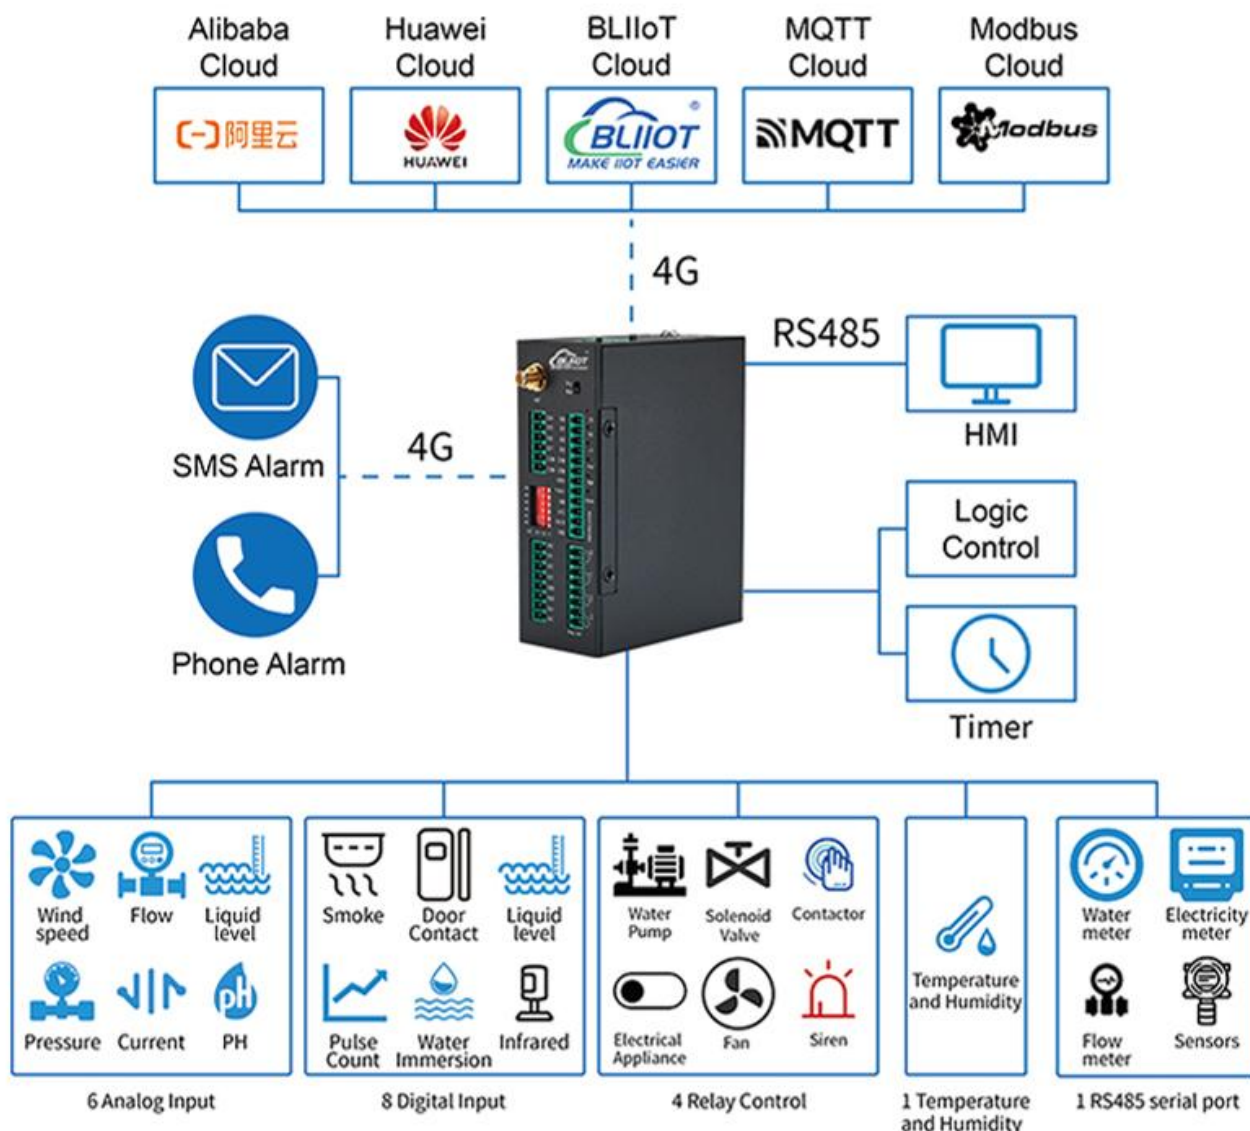 Alibaba Cloud
Huawei Cloud
BLIIoT Cloud
MQTT Cloud
Modbus Cloud
阿里云
HUAWEI
BLIIOT
®
MAKE IIOT EASIER
MQTT
Modbus
4G
RS485
HMI
SMS Alarm
4G
BLIIOT
Logic
Control
Phone Alarm
Timer
Wind speed
Flow
Liquid level
Pressure
Current
pH
PH
Smoke
Door Contact
Liquid level
Pulse Count
Water Immersion
Infrared
Water Pump
Solenoid Valve
Contactor
Electrical Appliance
Fan
Siren
Temperature
and Humidity
Water meter
Electricity meter
Flow meter
Sensors
6 Analog Input
8 Digital Input
4 Relay Control
1 Temperature
and Humidity
1 RS485 serial port